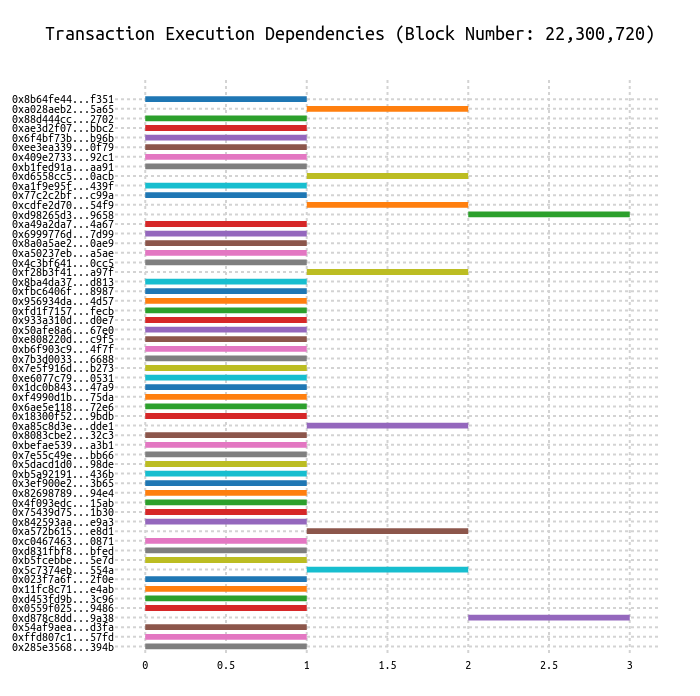 Transaction Execution Dependencies (Block Number: 22,300,720)
0x8b64fe44...f351
0xa028aeb2...5a65
0x88d444cc...2702
0xae3d2f07...bbc2
0x6f4bf73b...b96b
0xee3ea339...0f79
0x409e2733...92c1
0xb1fed91a...aa91
0xd6558cc5...0acb
0xa1f9e95f...439f
0x77c2c2bf...c99a
0xcdfe2d70...54f9
0xd98265d3...9658
0xa49a2da7...4a67
0x6999776d...7d99
0x8a0a5ae2...0ae9
0xa50237eb...a5ae
0x4c3bf641...0cc5
0xf28b3f41...a97f
0x8ba4da37...d813
0xfbc6406f...8987
0x956934da...4d57
0xfd1f7157...fecb
0x933a310d...d0e7
0x50afe8a6...67e0
0xe808220d...c9f5
0xb6f903c9...4f7f
0x7b3d0033...6688
0x7e5f916d...b273
0xe6077c79...0531
0x1dc0b843...47a9
0xf4990d1b...75da
0x6ae5e118...72e6
0x18300f52...9bdb
0xa85c8d3e...dde1
0x8083cbe2...32c3
0xbefae539...a3b1
0x7e55c49e...bb66
0x5dacd1d0...98de
0xb5a92191...436b
0x3ef900e2...3b65
0x82698789...94e4
0x4f093edc...15ab
0x75439d75...1b30
0x842593aa...e9a3
0xa572b615...e8d1
0xc0467463...0871
0xd831fbf8...bfed
0xb5fcebbe...5e7d
0x5c7374eb...554a
0x023f7a6f...2f0e
0x11fc8c71...e4ab
0xd453fd9b...3c96
0x0559f025...9486
0xd878c8dd...9a38
0x54af9aea...d3fa
0xffd807c1...57fd
0x285e3568...394b
0 0.5 1 1.5 2 2.5 3